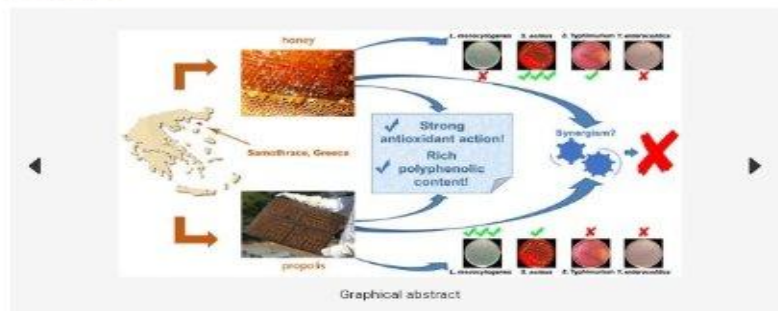 honey
L. monocytogenes S. aureus S. Typhimurium Y. enterocolitica
Strong
antioxidant action!
Rich
polyphenolic
content!
Synergism?
Samothrace, Greece
propolis
L. monocytogenes S. aureus S. Typhimurium Y. enterocolitica
Graphical abstract